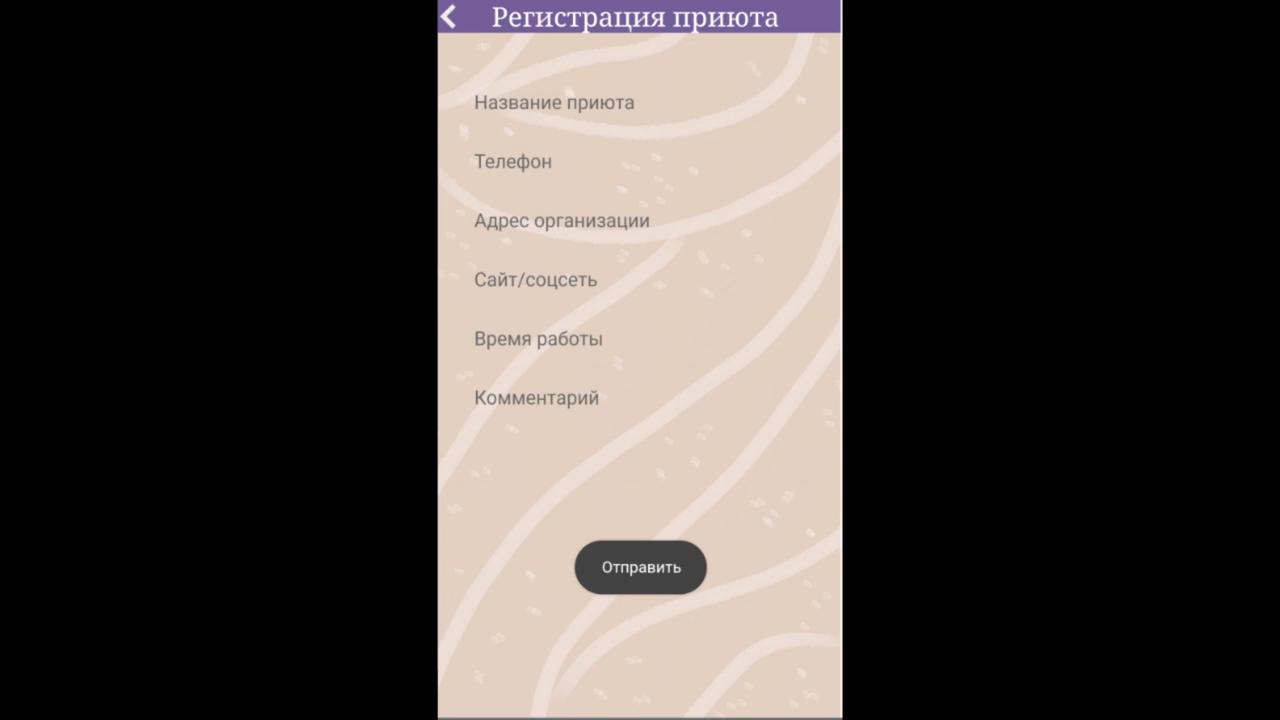 Регистрация приюта
Название приюта
Телефон
Адрес организации
Сайт/соцсеть
Время работы
Комментарий
Отправить